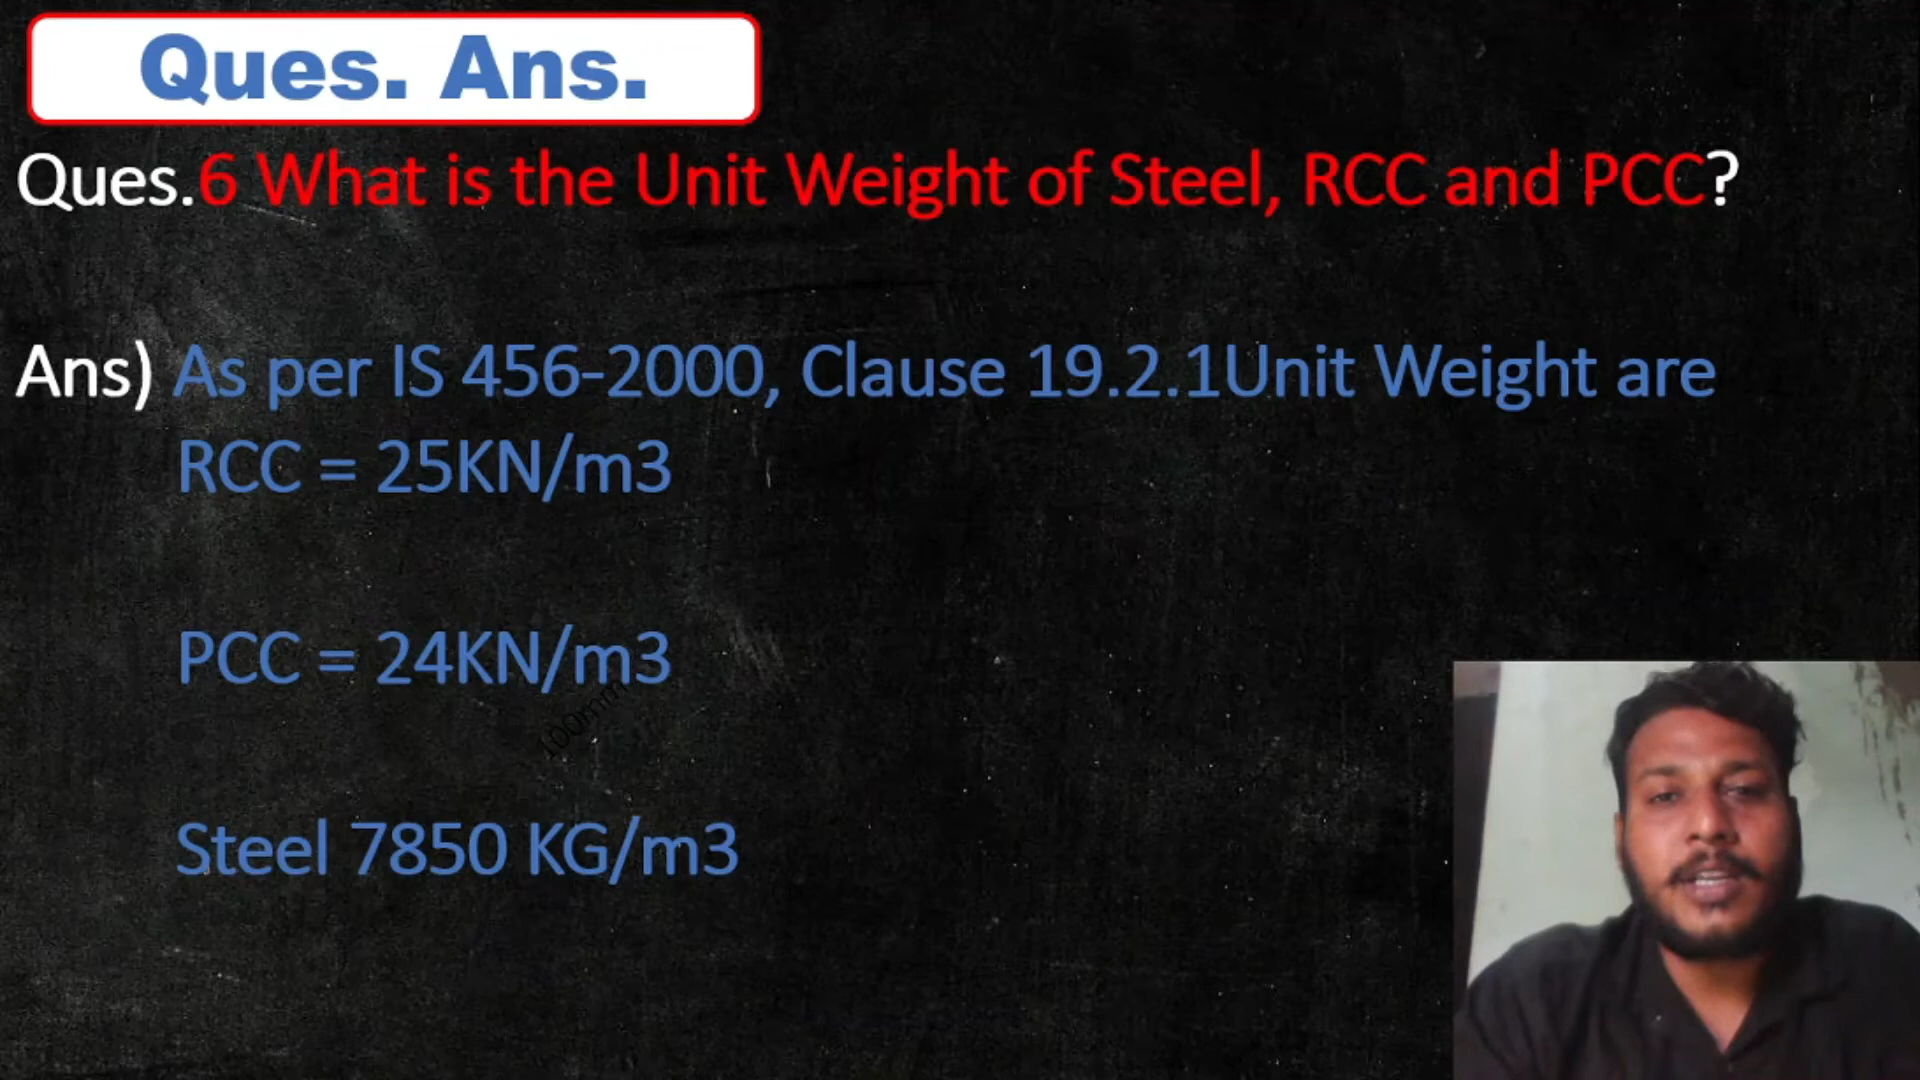 Ques. Ans.
Ques.6 What is the Unit Weight of Steel, RCC and PCC?
Ans) As per IS 456-2000, Clause 19.2.1Unit Weight are
RCC = 25KN/m3
PCC = 24KN/m3
100mm
Steel 7850 KG/m3